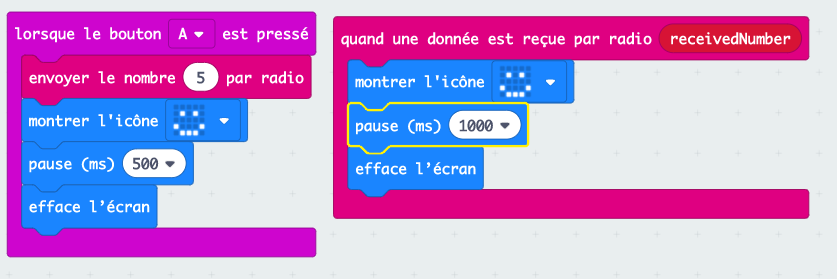 lorsque le bouton A est pressé
envoyer le nombre 5 par radio
montrer l'icône
pause (ms) 500
efface l’écran
quand une donnée est reçue par radio receivedNumber
montrer l'icône
pause (ms) 1000
efface l’écran